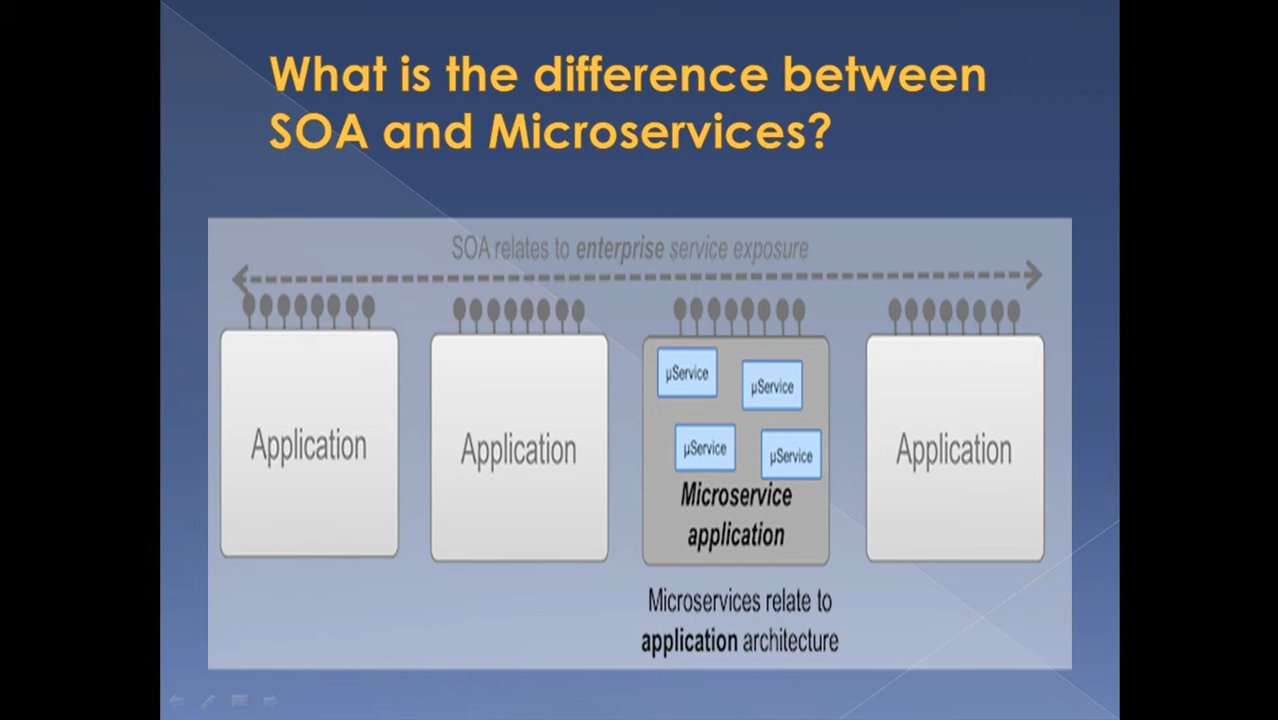 What is the difference between
SOA and Microservices?
SOA relates to enterprise service exposure
Application
Application
µService
µService
µService
µService
Microservice
application
Application
Microservices relate to
application architecture